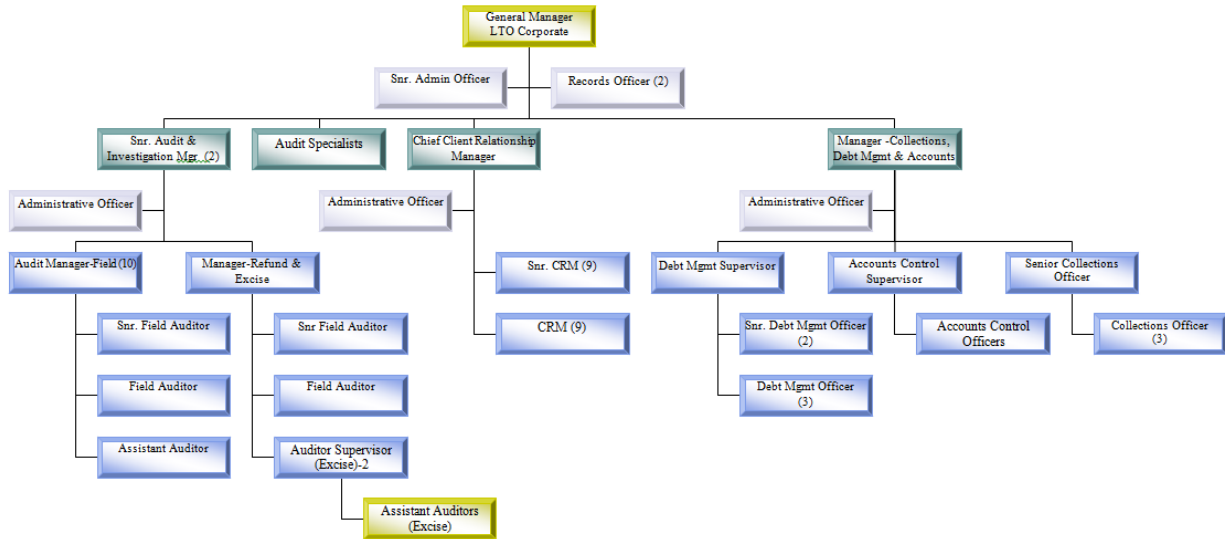 General Manager
LTO Corporate
Snr. Admin Officer
Records Officer (2)
Snr. Audit &
Investigation Mgr. (2)
Audit Specialists
Chief Client Relationship
Manager
Manager -Collections,
Debt Mgmt & Accounts
Administrative Officer
Administrative Officer
Administrative Officer
Audit Manager-Field (10)
Manager-Refund &
Excise
Snr. CRM (9)
Debt Mgmt Supervisor
Accounts Control
Supervisor
Senior Collections
Officer
Snr. Field Auditor
Snr Field Auditor
CRM (9)
Snr. Debt Mgmt Officer
(2)
Accounts Control
Officers
Collections Officer
(3)
Field Auditor
Field Auditor
Debt Mgmt Officer
(3)
Assistant Auditor
Auditor Supervisor
(Excise)-2
Assistant Auditors
(Excise)